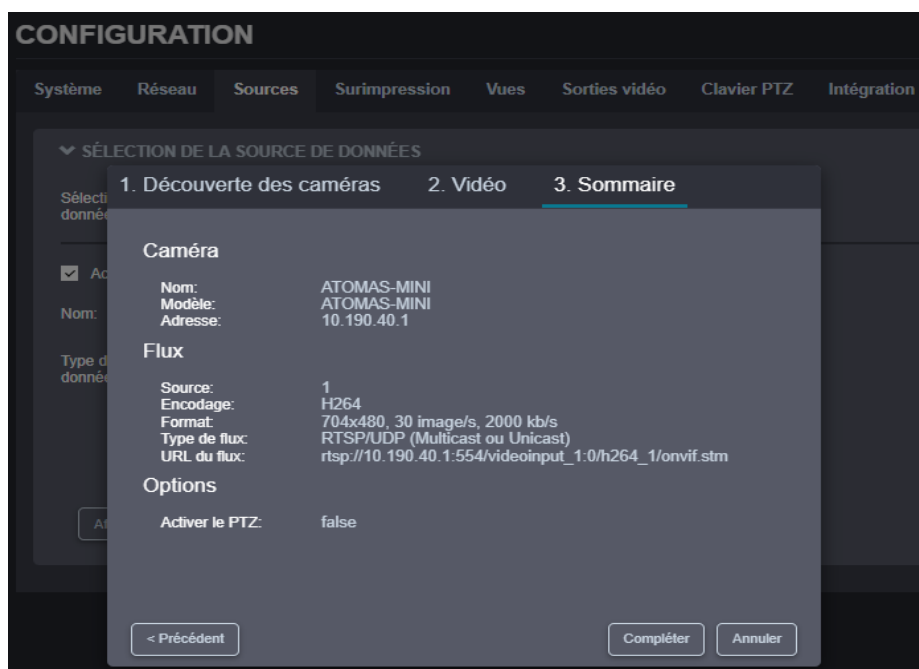 CONFIGURATION
Système Réseau Sources Surimpression Vues Sorties vidéo Clavier PTZ Intégration
SÉLECTION DE LA SOURCE DE DONNÉES
1. Découverte des caméras 2. Vidéo 3. Sommaire
Caméra
Nom: ATOMAS-MINI
Modèle: ATOMAS-MINI
Adresse: 10.190.40.1
Nom:
Flux
Type d
Source: 1
Encodage: H264
Format: 704x480, 30 image/s, 2000 kb/s
Type de flux: RTSP/UDP (Multicast ou Unicast)
URL du flux: rtsp://10.190.40.1:554/videoinput_1:0/h264_1/onvif.stm
Options
Activer le PTZ: false
< Précédent Compléter Annuler